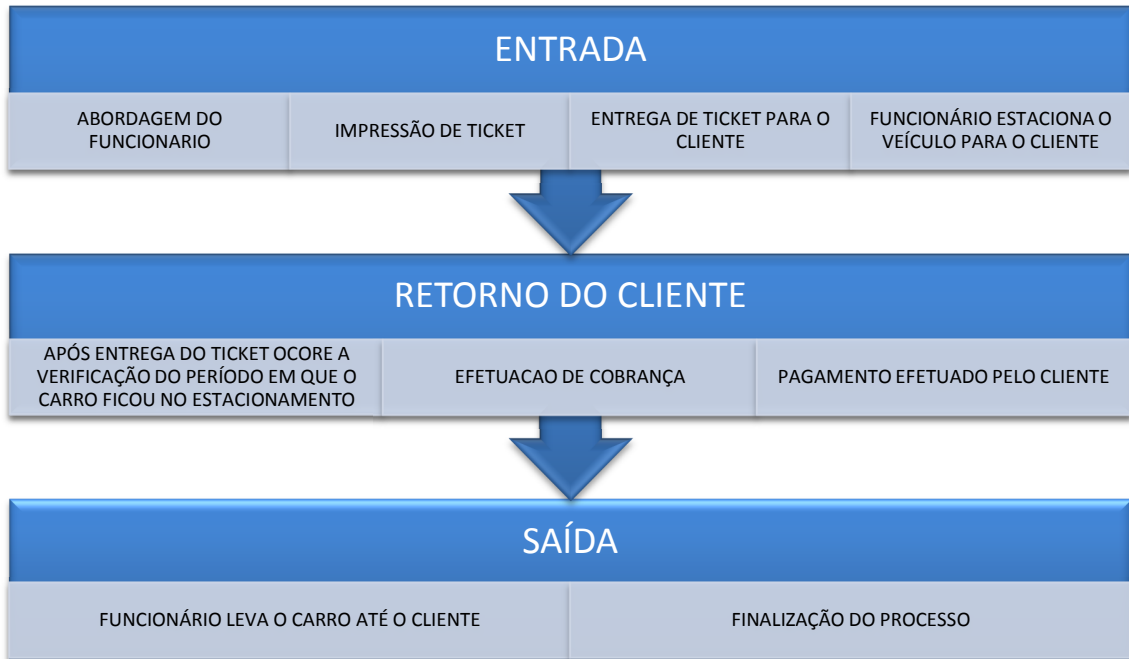 ENTRADA
ABORDAGEM DO
FUNCIONARIO
IMPRESSÃO DE TICKET
ENTREGA DE TICKET PARA O
CLIENTE
FUNCIONÁRIO ESTACIONA O
VEÍCULO PARA O CLIENTE
RETORNO DO CLIENTE
APÓS ENTREGA DO TICKET OCORE A
VERIFICAÇÃO DO PERÍODO EM QUE O
CARRO FICOU NO ESTACIONAMENTO
EFETUACAO DE COBRANÇA
PAGAMENTO EFETUADO PELO CLIENTE
SAÍDA
FUNCIONÁRIO LEVA O CARRO ATÉ O CLIENTE
FINALIZAÇÃO DO PROCESSO